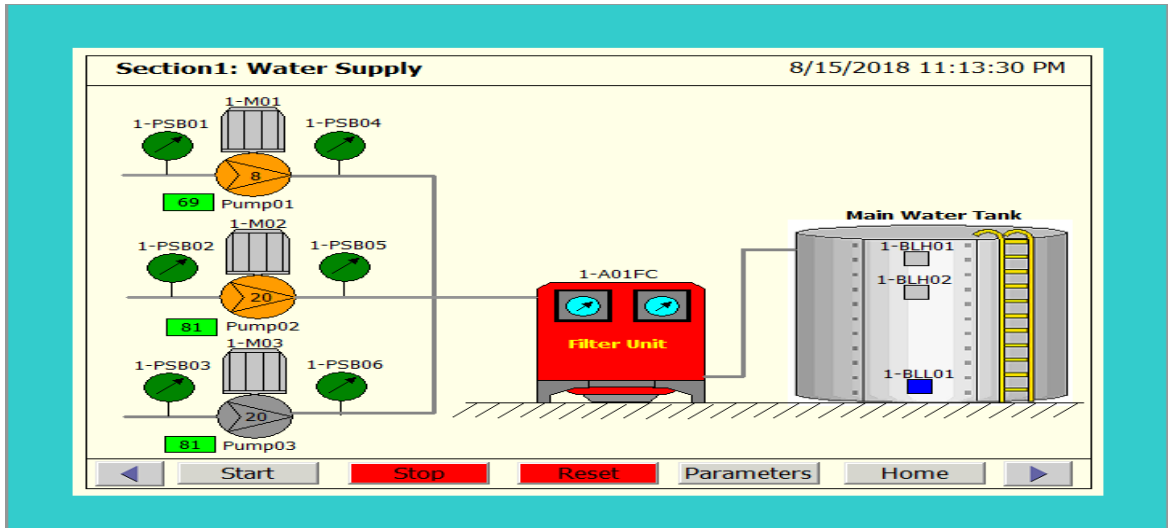 Section1: Water Supply
8/15/2018 11:13:30 PM
1-M01
1-PSB01
1-PSB04
8
69
Pump01
1-M02
1-PSB02
1-PSB05
20
81
Pump02
1-M03
1-PSB03
1-PSB06
20
81
Pump03
1-A01FC
Filter Unit
Main Water Tank
1-BLH01
1-BLH02
1-BLL01
Start
Stop
Reset
Parameters
Home